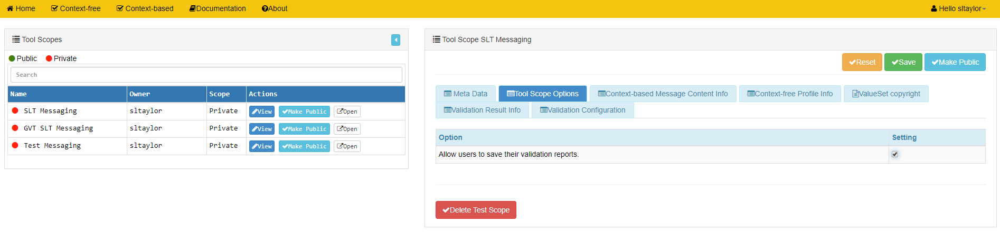 Home Context-free Context-based Documentation About Hello sltaylor
Tool Scopes
Public Private
Search
Name Owner Scope Actions
SLT Messaging sltaylor Private View Make Public Open
GVT SLT Messaging sltaylor Private View Make Public Open
Test Messaging sltaylor Private View Make Public Open
Tool Scope SLT Messaging
Reset Save Make Public
Meta Data Tool Scope Options Context-based Message Content Info Context-free Profile Info ValueSet copyright
Validation Result Info Validation Configuration
Option Setting
Allow users to save their validation reports.
Delete Test Scope